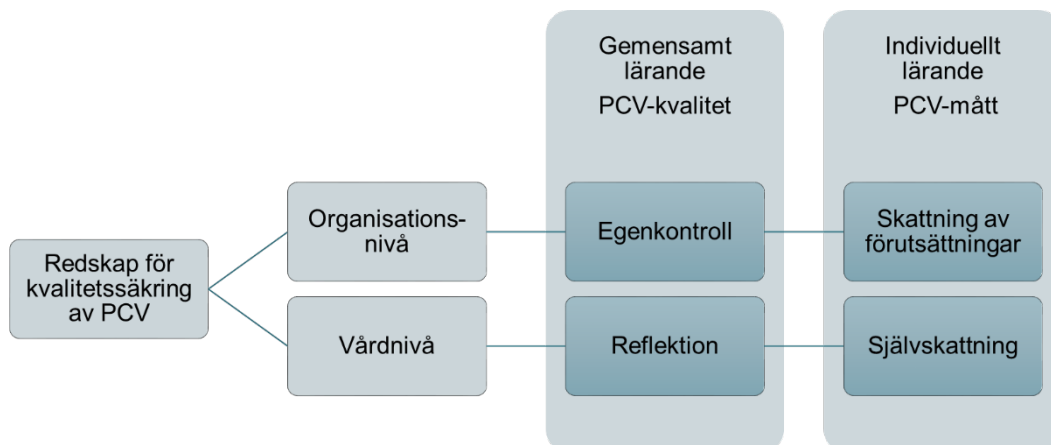 Gemensamt
lärande
PCV-kvalitet
Individuellt
lärande
PCV-mått
Redskap för
kvalitetssäkring
av PCV
Organisations-
nivå
Egenkontroll
Skattning av
förutsättningar
Vårdnivå
Reflektion
Självskattning